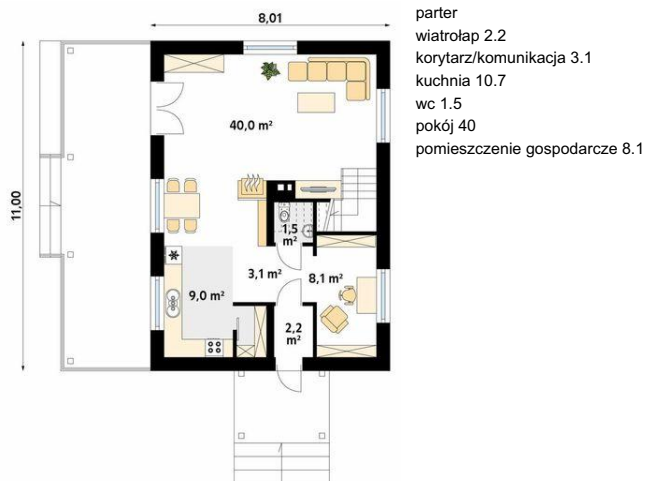 8,01
11,00
40,0 m²
1,5
m²
3,1 m²
8,1 m²
9,0 m²
2,2
m²
parter
wiatrołap 2.2
korytarz/komunikacja 3.1
kuchnia 10.7
wc 1.5
pokój 40
pomieszczenie gospodarcze 8.1